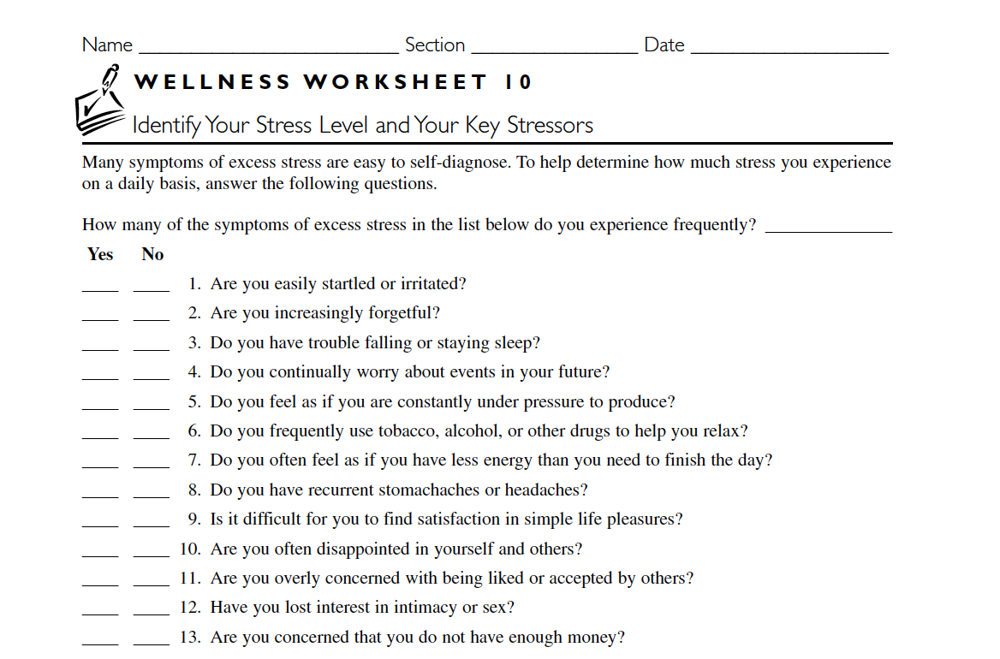 Name ____________________________ Section __________________ Date _____________________
WELLNESS WORKSHEET 10
Identify Your Stress Level and Your Key Stressors
Many symptoms of excess stress are easy to self-diagnose. To help determine how much stress you experience
on a daily basis, answer the following questions.
How many of the symptoms of excess stress in the list below do you experience frequently? ______________
Yes No
____ ____ 1. Are you easily startled or irritated?
____ ____ 2. Are you increasingly forgetful?
____ ____ 3. Do you have trouble falling or staying sleep?
____ ____ 4. Do you continually worry about events in your future?
____ ____ 5. Do you feel as if you are constantly under pressure to produce?
____ ____ 6. Do you frequently use tobacco, alcohol, or other drugs to help you relax?
____ ____ 7. Do you often feel as if you have less energy than you need to finish the day?
____ ____ 8. Do you have recurrent stomachaches or headaches?
____ ____ 9. Is it difficult for you to find satisfaction in simple life pleasures?
____ ____ 10. Are you often disappointed in yourself and others?
____ ____ 11. Are you overly concerned with being liked or accepted by others?
____ ____ 12. Have you lost interest in intimacy or sex?
____ ____ 13. Are you concerned that you do not have enough money?